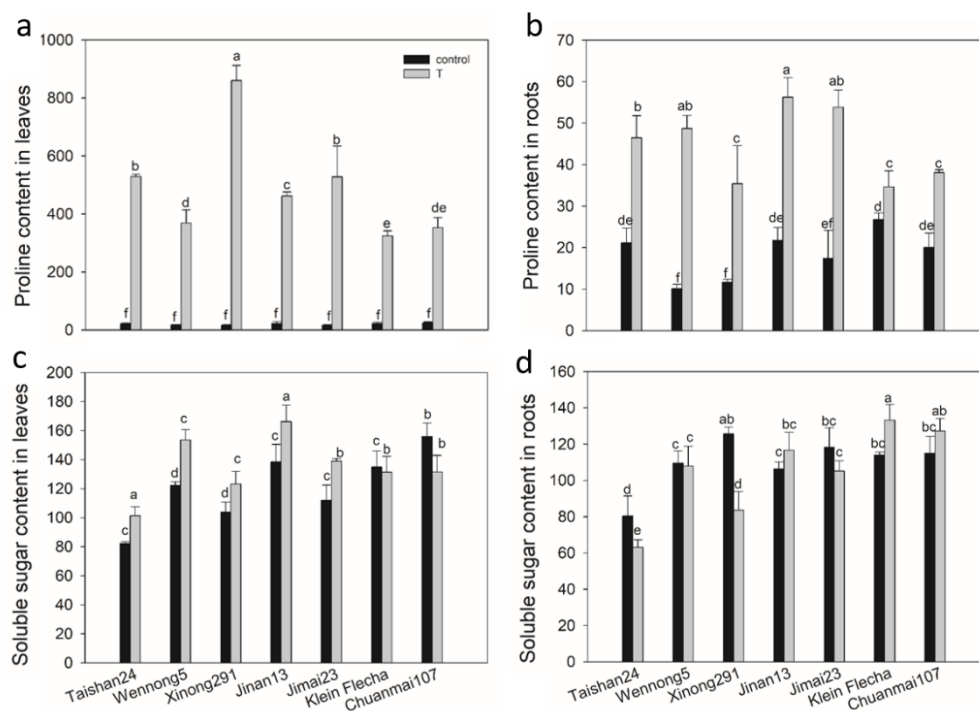 a
1000
800
600
400
200
0
Proline content in leaves
control
T
b
f
d
f
a
f
c
f
b
f
e
f
de
f
b
70
60
50
40
30
20
10
0
Proline content in roots
de
b
f
ab
f
c
de
a
ef
ab
d
c
de
c
c
200
180
160
140
120
100
80
60
40
20
0
Soluble sugar content in leaves
c
a
d
c
d
c
c
a
c
b
c
b
b
b
Taishan24
Wennong5
Xinong291
Jinan13
Jimai23
Klein Flecha
Chuanmai107
d
160
140
120
100
80
60
40
20
0
Soluble sugar content in roots
d
e
c
c
ab
d
c
bc
bc
bc
bc
a
bc
ab
Taishan24
Wennong5
Xinong291
Jinan13
Jimai23
Klein Flecha
Chuanmai107